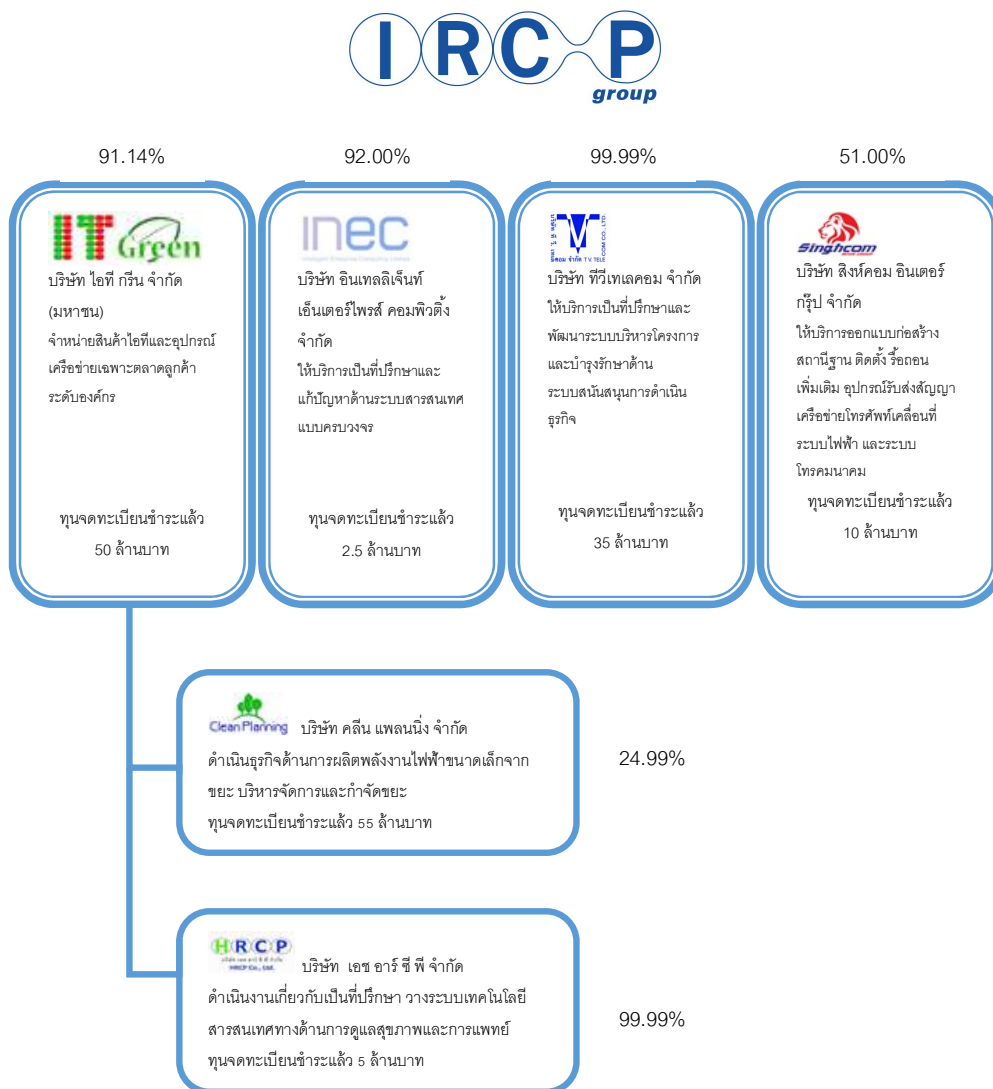 IRCP
group
91.14%
92.00%
99.99%
51.00%
IT Green
บริษัท ไอที กรีน จำกัด
(มหาชน)
จำหน่ายสินค้าไอทีและอุปกรณ์
เครือข่ายเฉพาะตลาดลูกค้า
ระดับองค์กร
ทุนจดทะเบียนชำระแล้ว
50 ล้านบาท
inec
บริษัท อินเทลลิเจ็นท์
เอ็นเตอร์ไพรส์ คอมพิวติ้ง
จำกัด
ให้บริการเป็นที่ปรึกษาและ
แก้ปัญหาด้านระบบสารสนเทศ
แบบครบวงจร
ทุนจดทะเบียนชำระแล้ว
2.5 ล้านบาท
TV
บริษัท ทีวีเทเลคอม จำกัด
ให้บริการเป็นที่ปรึกษาและ
พัฒนาระบบบริหารโครงการ
และบำรุงรักษาด้าน
ระบบสนันสนุนการดำเนิน
ธุรกิจ
ทุนจดทะเบียนชำระแล้ว
35 ล้านบาท
Singhcom
บริษัท สิงห์คอม อินเตอร์
กรุ๊ป จำกัด
ให้บริการออกแบบก่อสร้าง
สถานีฐาน ติดตั้ง รื้อถอน
เพิ่มเติม อุปกรณ์รับส่งสัญญา
เครือข่ายโทรศัพท์เคลื่อนที่
ระบบไฟฟ้า และระบบ
โทรคมนาคม
ทุนจดทะเบียนชำระแล้ว
10 ล้านบาท
Clean Planning บริษัท คลีน แพลนนิ่ง จำกัด
ดำเนินธุรกิจด้านการผลิตพลังงานไฟฟ้าขนาดเล็กจาก
ขยะ บริหารจัดการและกำจัดขยะ
ทุนจดทะเบียนชำระแล้ว 55 ล้านบาท
24.99%
HRCP
HRCP Co., Ltd.
บริษัท เอช อาร์ ซี พี จำกัด
ดำเนินงานเกี่ยวกับเป็นที่ปรึกษา วางระบบเทคโนโลยี
สารสนเทศทางด้านการดูแลสุขภาพและการแพทย์
ทุนจดทะเบียนชำระแล้ว 5 ล้านบาท
99.99%